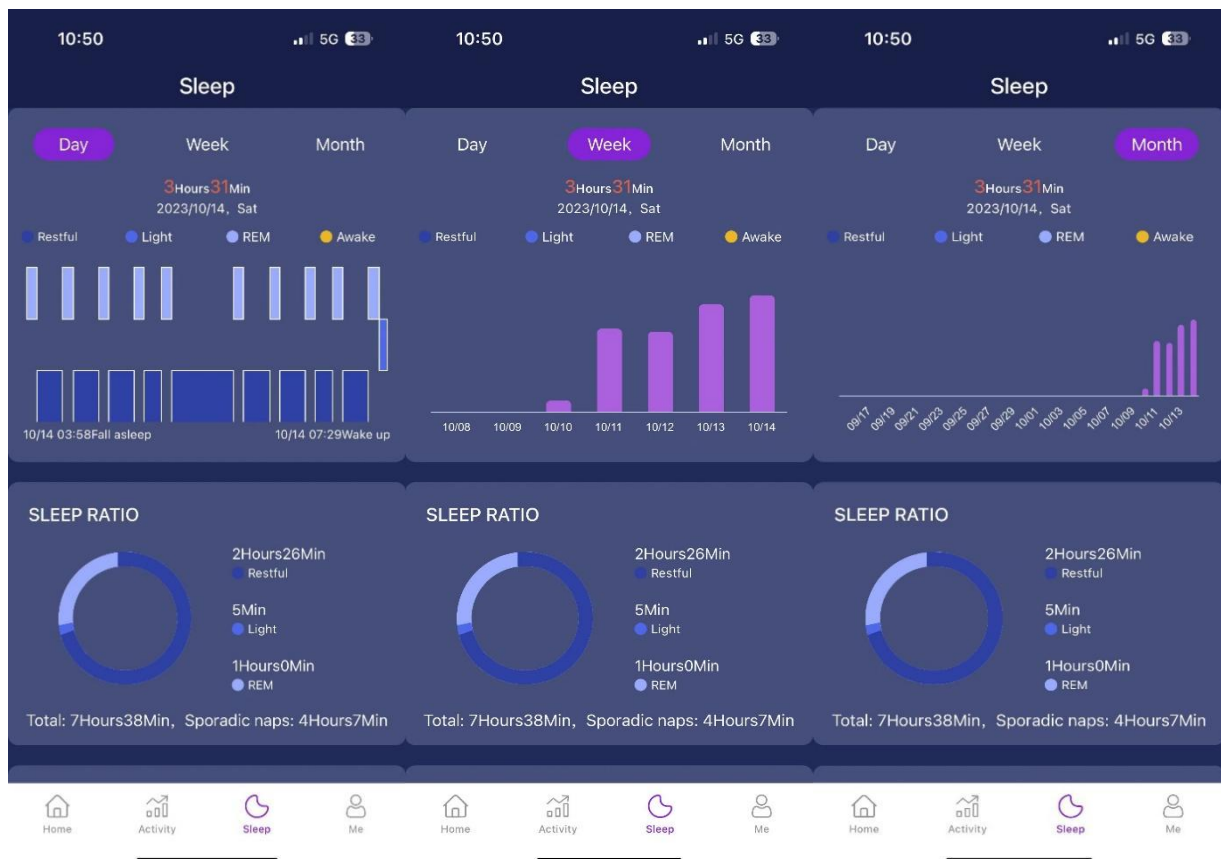 10:50 5G 33
Sleep
Day Week Month
3Hours31Min
2023/10/14, Sat
Restful Light REM Awake
10/14 03:58Fall asleep 10/14 07:29Wake up
SLEEP RATIO
2Hours26Min
Restful
5Min
Light
1Hours0Min
REM
Total: 7Hours38Min, Sporadic naps: 4Hours7Min
Home Activity Sleep Me
10:50 5G 33
Sleep
Day Week Month
3Hours31Min
2023/10/14, Sat
Restful Light REM Awake
10/08 10/09 10/10 10/11 10/12 10/13 10/14
SLEEP RATIO
2Hours26Min
Restful
5Min
Light
1Hours0Min
REM
Total: 7Hours38Min, Sporadic naps: 4Hours7Min
Home Activity Sleep Me
10:50 5G 33
Sleep
Day Week Month
3Hours31Min
2023/10/14, Sat
Restful Light REM Awake
09/17 09/19 09/21 09/23 09/25 09/27 09/29 10/01 10/03 10/05 10/07 10/09 10/11 10/13
SLEEP RATIO
2Hours26Min
Restful
5Min
Light
1Hours0Min
REM
Total: 7Hours38Min, Sporadic naps: 4Hours7Min
Home Activity Sleep Me